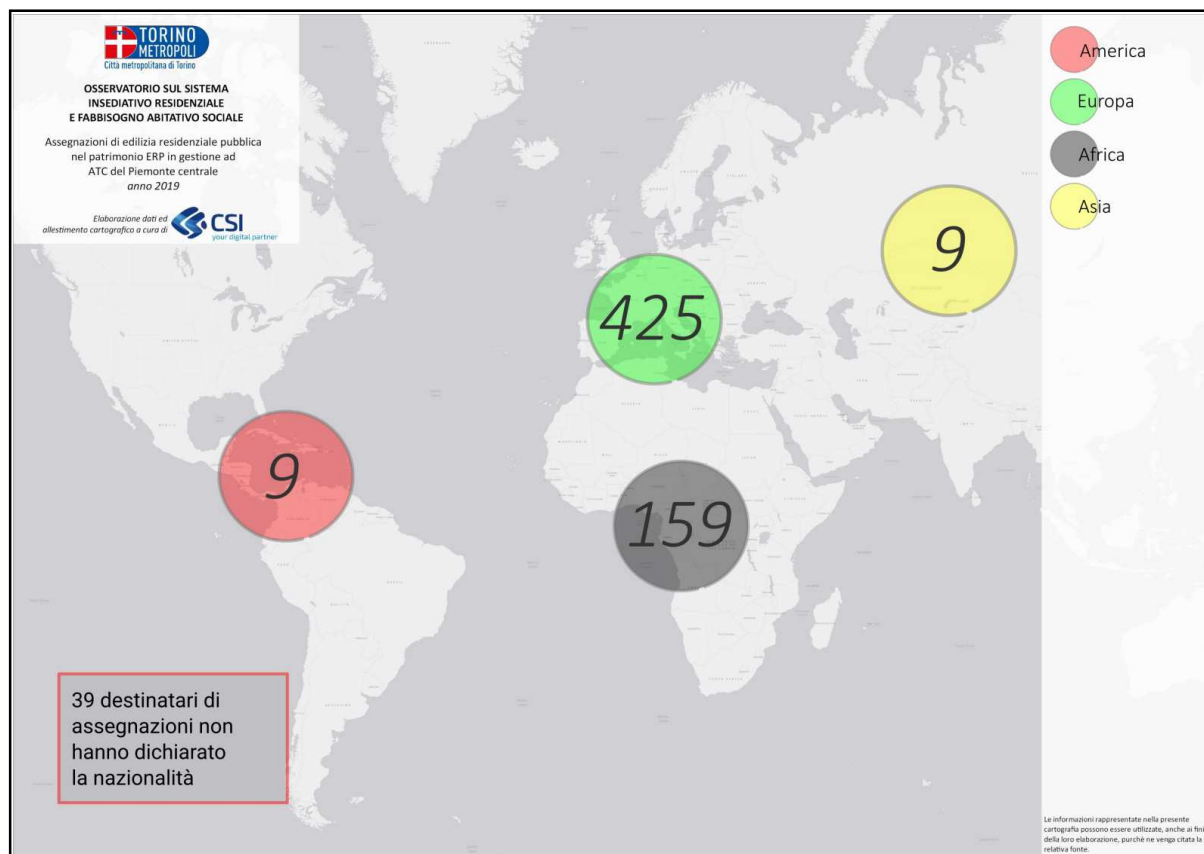 TORINO
METROPOLI
Città metropolitana di Torino
OSSERVATORIO SUL SISTEMA
INSEDIATIVO RESIDENZIALE
E FABBISOGNO ABITATIVO SOCIALE
Assegnazioni di edilizia residenziale pubblica
nel patrimonio ERP in gestione ad
ATC del Piemonte centrale
anno 2019
Elaborazione dati ed
allestimento cartografico a cura di
CSI
your digital partner
America
Europa
Africa
Asia
9
425
9
159
39 destinatari di
assegnazioni non
hanno dichiarato
la nazionalità
Le informazioni rappresentate nella presente
cartografia possono essere utilizzate, anche ai fini
della loro elaborazione, purchè ne venga citata la
relativa fonte.